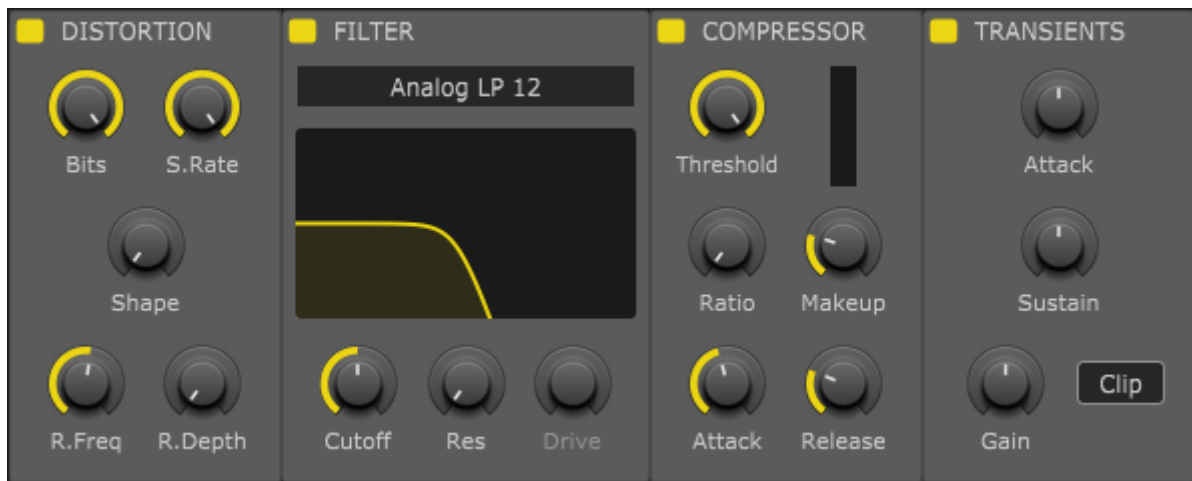 DISTORTION
Bits S.Rate
Shape
R.Freq R.Depth
FILTER
Analog LP 12
Cutoff Res Drive
COMPRESSOR
Threshold
Ratio Makeup
Attack Release
TRANSIENTS
Attack
Sustain
Gain Clip